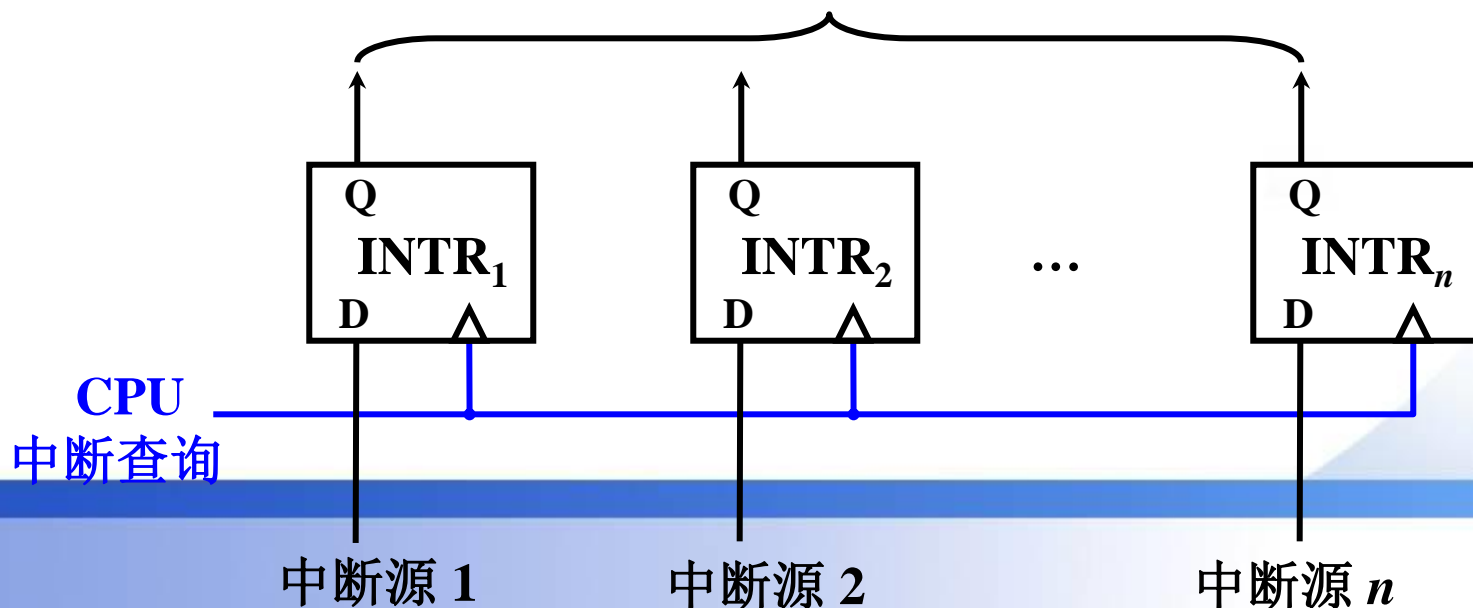 Q Q Q
INTR₁ INTR₂ … INTRₙ
D D D
CPU
中断查询
中断源 1 中断源 2 中断源 n